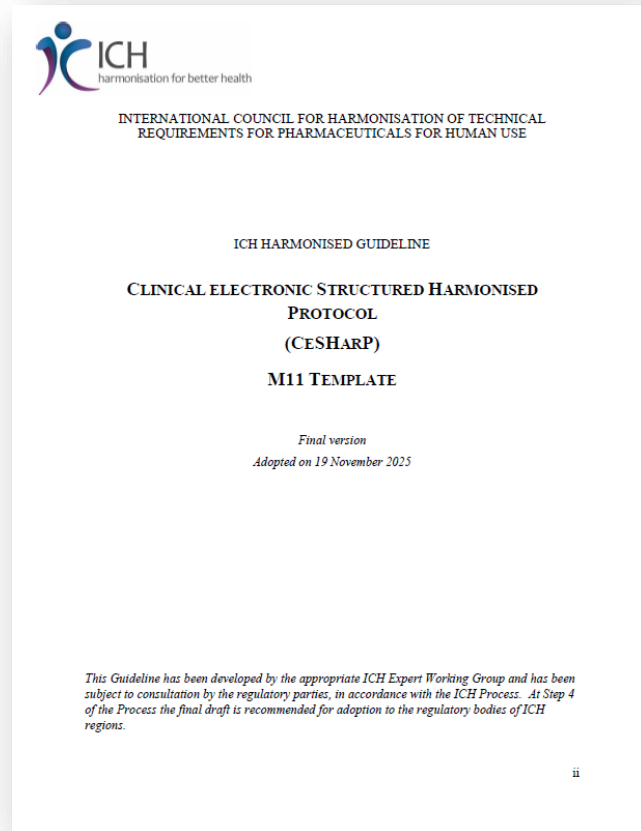 ICH
harmonisation for better health
INTERNATIONAL COUNCIL FOR HARMONISATION OF TECHNICAL
REQUIREMENTS FOR PHARMACEUTICALS FOR HUMAN USE
ICH HARMONISED GUIDELINE
CLINICAL ELECTRONIC STRUCTURED HARMONISED
PROTOCOL
(CESHARP)
M11 TEMPLATE
Final version
Adopted on 19 November 2025
This Guideline has been developed by the appropriate ICH Expert Working Group and has been
subject to consultation by the regulatory parties, in accordance with the ICH Process. At Step 4
of the Process the final draft is recommended for adoption to the regulatory bodies of ICH
regions.
ii